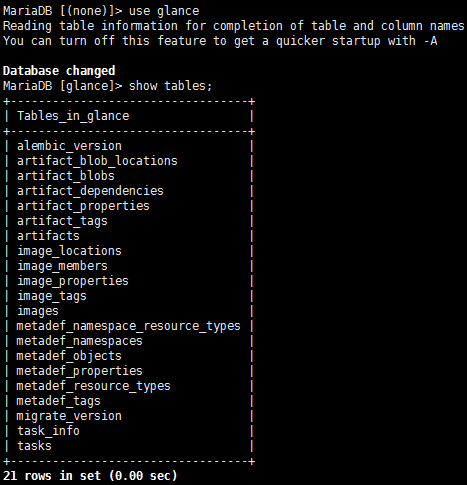 MariaDB [(none)]> use glance
Reading table information for completion of table and column names
You can turn off this feature to get a quicker startup with -A

Database changed
MariaDB [glance]> show tables;
+----------------------------------+
| Tables_in_glance                 |
+----------------------------------+
| alembic_version                  |
| artifact_blob_locations          |
| artifact_blobs                   |
| artifact_dependencies            |
| artifact_properties              |
| artifact_tags                    |
| artifacts                        |
| image_locations                  |
| image_members                    |
| image_properties                 |
| image_tags                       |
| images                           |
| metadef_namespace_resource_types |
| metadef_namespaces               |
| metadef_objects                  |
| metadef_properties               |
| metadef_resource_types           |
| metadef_tags                     |
| migrate_version                  |
| task_info                        |
| tasks                            |
+----------------------------------+
21 rows in set (0.00 sec)